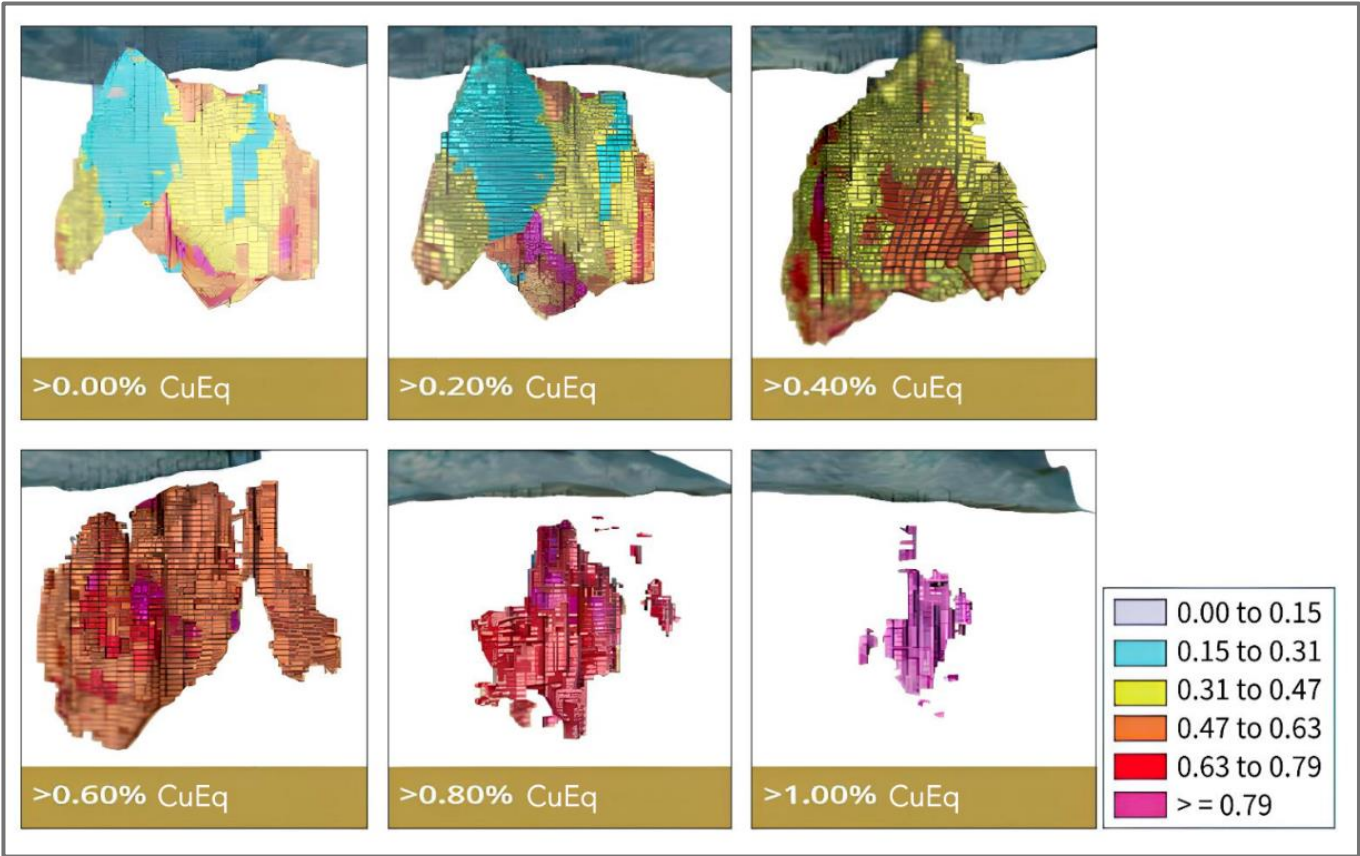 >0.00% CuEq
>0.20% CuEq
>0.40% CuEq
>0.60% CuEq
>0.80% CuEq
>1.00% CuEq
0.00 to 0.15
0.15 to 0.31
0.31 to 0.47
0.47 to 0.63
0.63 to 0.79
> = 0.79